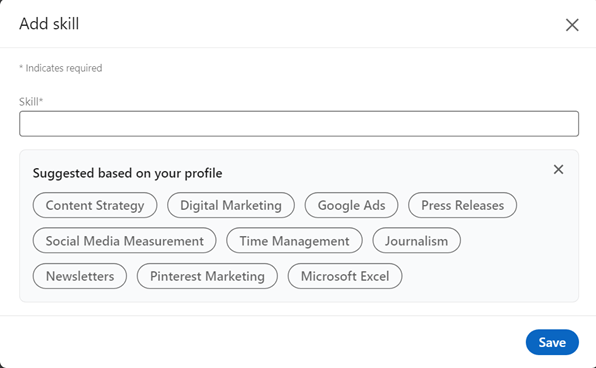 Add skill
* Indicates required
Skill*
Suggested based on your profile
Content Strategy Digital Marketing Google Ads Press Releases
Social Media Measurement Time Management Journalism
Newsletters Pinterest Marketing Microsoft Excel
Save